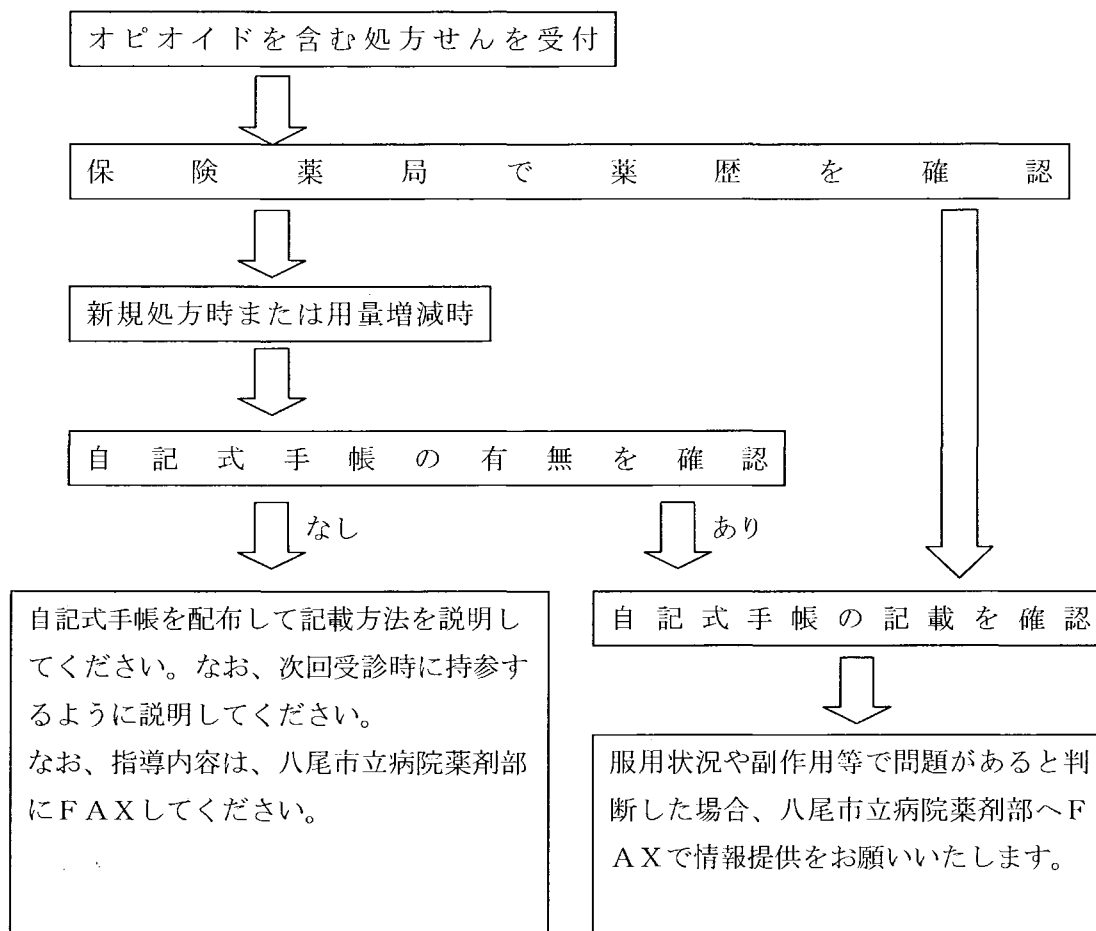 オピオイドを含む処方せんを受付
保険薬局で薬歴を確認
新規処方時または用量増減時
自記式手帳の有無を確認
なし
あり
自記式手帳を配布して記載方法を説明し
てください。なお、次回受診時に持参す
るように説明してください。
なお、指導内容は、八尾市立病院薬剤部
にＦＡＸしてください。
自記式手帳の記載を確認
服用状況や副作用等で問題があると判
断した場合、八尾市立病院薬剤部へＦ
ＡＸで情報提供をお願いいたします。